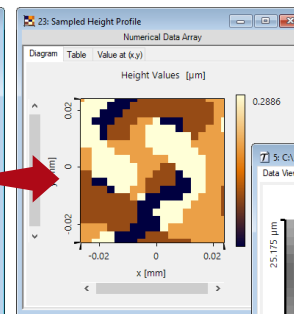 23: Sampled Height Profile
Numerical Data Array
Diagram Table Value at (x,y)
Height Values [µm]
0.2886
0.02
0
-0.02
-0.02 0 0.02
x [mm]
5: C:\
Data View
25.175 µm